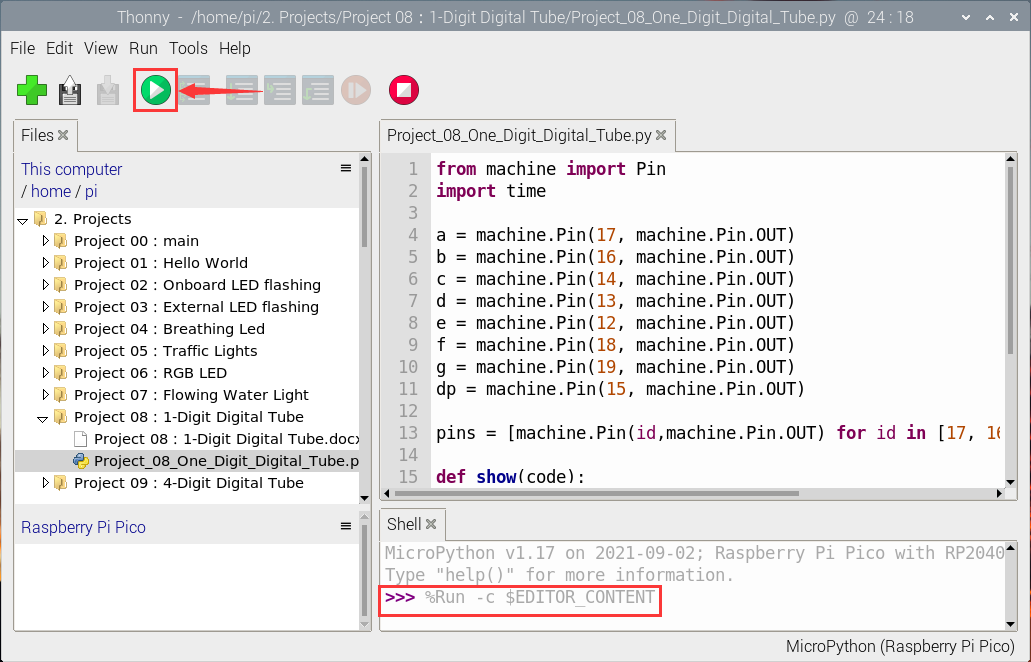 Thonny - /home/pi/2. Projects/Project 08 : 1-Digit Digital Tube/Project_08_One_Digit_Digital_Tube.py @ 24 : 18
File Edit View Run Tools Help
Files
This computer
/ home / pi
2. Projects
Project 00 : main
Project 01 : Hello World
Project 02 : Onboard LED flashing
Project 03 : External LED flashing
Project 04 : Breathing Led
Project 05 : Traffic Lights
Project 06 : RGB LED
Project 07 : Flowing Water Light
Project 08 : 1-Digit Digital Tube
Project 08 : 1-Digit Digital Tube.docx
Project_08_One_Digit_Digital_Tube.p
Project 09 : 4-Digit Digital Tube
Raspberry Pi Pico
Project_08_One_Digit_Digital_Tube.py
1 from machine import Pin
2 import time
3
4 a = machine.Pin(17, machine.Pin.OUT)
5 b = machine.Pin(16, machine.Pin.OUT)
6 c = machine.Pin(14, machine.Pin.OUT)
7 d = machine.Pin(13, machine.Pin.OUT)
8 e = machine.Pin(12, machine.Pin.OUT)
9 f = machine.Pin(18, machine.Pin.OUT)
10 g = machine.Pin(19, machine.Pin.OUT)
11 dp = machine.Pin(15, machine.Pin.OUT)
12
13 pins = [machine.Pin(id,machine.Pin.OUT) for id in [17, 16
14
15 def show(code):
Shell
MicroPython v1.17 on 2021-09-02; Raspberry Pi Pico with RP2040
Type "help()" for more information.
>>> %Run -c $EDITOR_CONTENT
MicroPython (Raspberry Pi Pico)